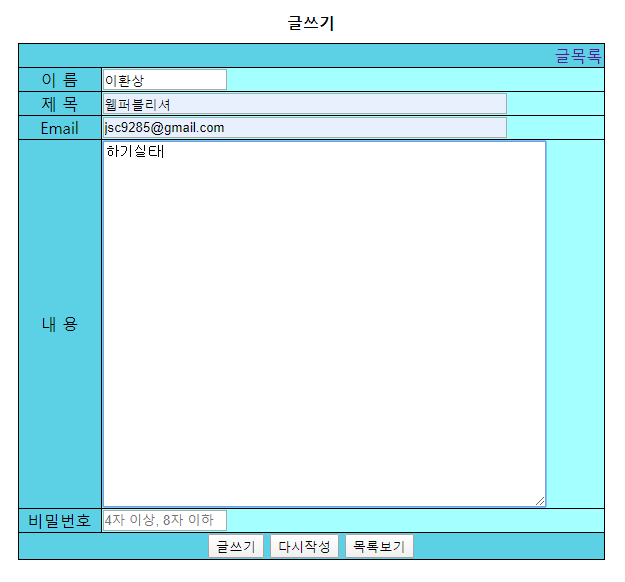 글쓰기
글목록
이 름 이환상
제 목 웹퍼블리셔
Email jsc9285@gmail.com
내 용 하기실태
비밀번호 4자 이상, 8자 이하
글쓰기 다시작성 목록보기